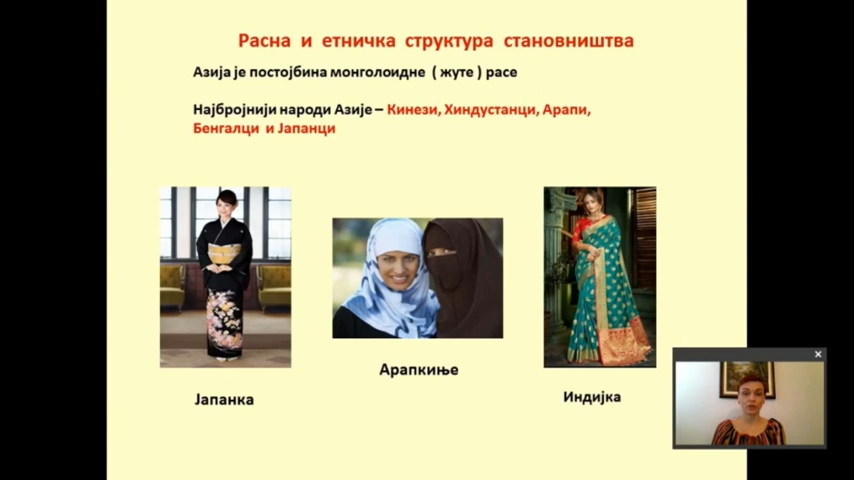 Расна и етничка структура становништва
Азија је постојбина монголоидне ( жуте ) расе
Најбројнији народи Азије – Кинези, Хиндустанци, Арапи,
Бенгалци и Јапанци
Арапкиње
Јапанка
Индијка